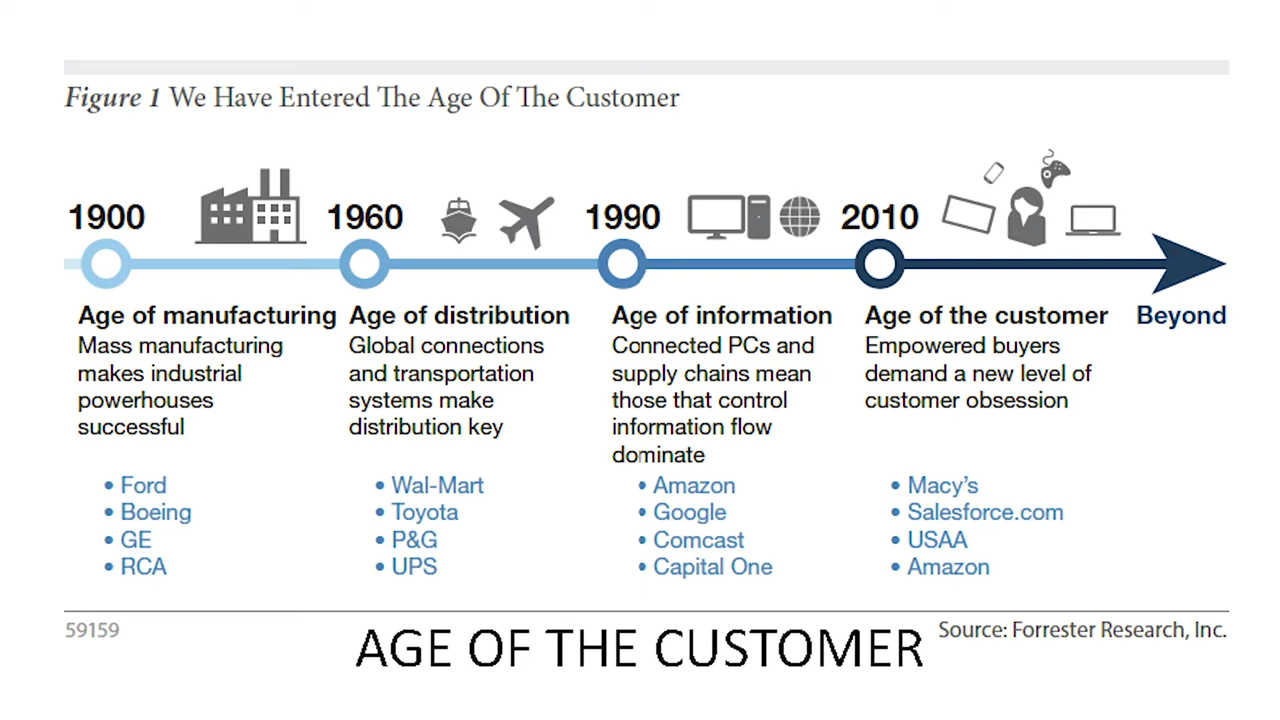 Figure 1 We Have Entered The Age Of The Customer
1900
1960
1990
2010
Age of manufacturing
Mass manufacturing
makes industrial
powerhouses
successful
• Ford
• Boeing
• GE
• RCA
Age of distribution
Global connections
and transportation
systems make
distribution key
• Wal-Mart
• Toyota
• P&G
• UPS
Age of information
Connected PCs and
supply chains mean
those that control
information flow
dominate
• Amazon
• Google
• Comcast
• Capital One
Age of the customer
Empowered buyers
demand a new level of
customer obsession
• Macy's
• Salesforce.com
• USAA
• Amazon
Beyond
59159
AGE OF THE CUSTOMER
Source: Forrester Research, Inc.